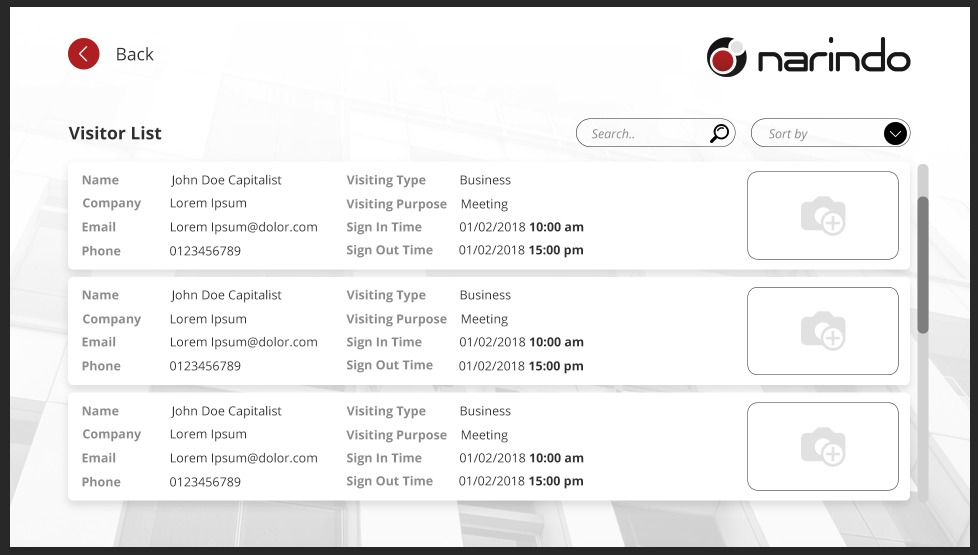 Back
narindo
Visitor List
Search..
Sort by
Name John Doe Capitalist Visiting Type Business
Company Lorem Ipsum Visiting Purpose Meeting
Email Lorem Ipsum@dolor.com Sign In Time 01/02/2018 10:00 am
Phone 0123456789 Sign Out Time 01/02/2018 15:00 pm
Name John Doe Capitalist Visiting Type Business
Company Lorem Ipsum Visiting Purpose Meeting
Email Lorem Ipsum@dolor.com Sign In Time 01/02/2018 10:00 am
Phone 0123456789 Sign Out Time 01/02/2018 15:00 pm
Name John Doe Capitalist Visiting Type Business
Company Lorem Ipsum Visiting Purpose Meeting
Email Lorem Ipsum@dolor.com Sign In Time 01/02/2018 10:00 am
Phone 0123456789 Sign Out Time 01/02/2018 15:00 pm